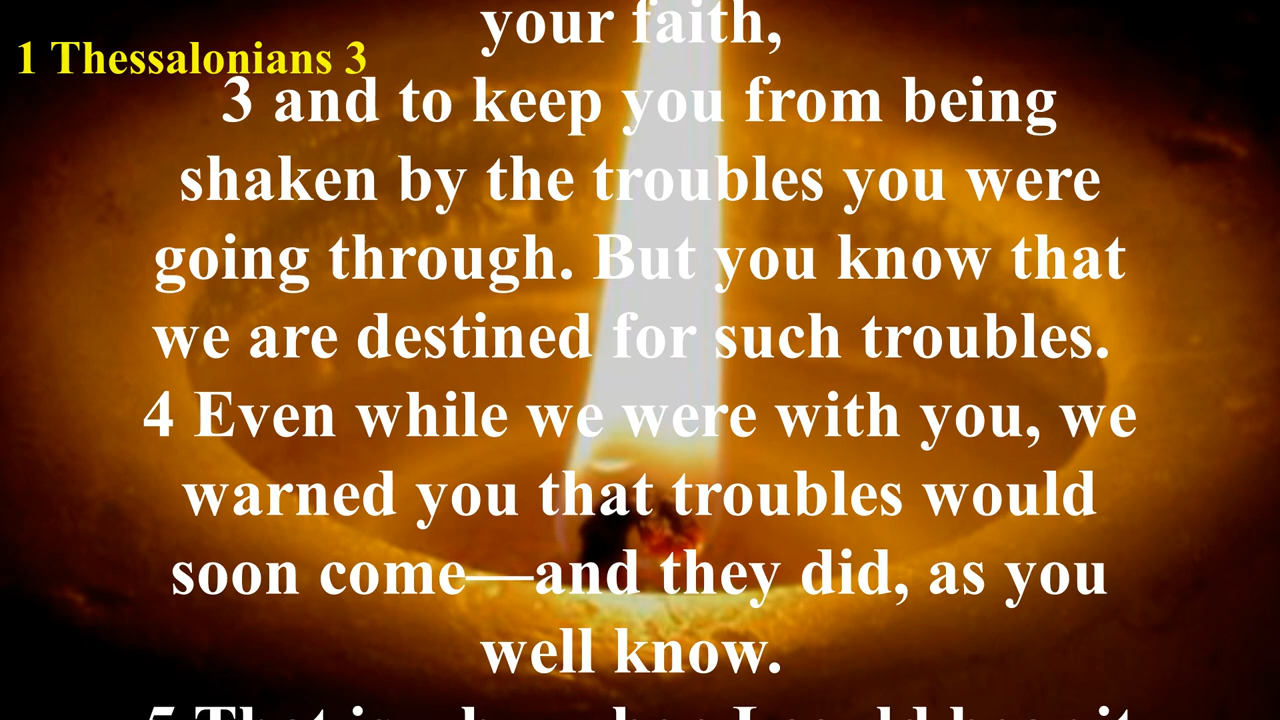 your faith,
1 Thessalonians 3
3 and to keep you from being
shaken by the troubles you were
going through. But you know that
we are destined for such troubles.
4 Even while we were with you, we
warned you that troubles would
soon come—and they did, as you
well know.